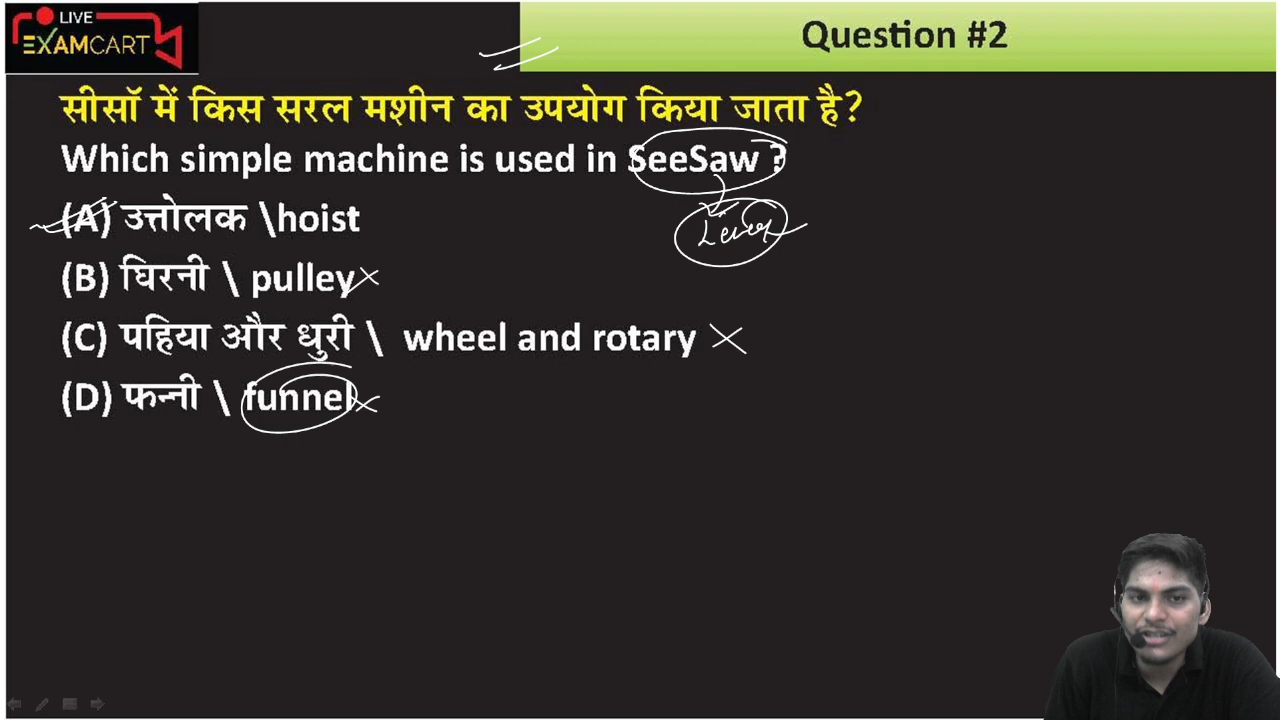 LIVE
EXAMCART
Question #2
सीसॉ में किस सरल मशीन का उपयोग किया जाता है?
Which simple machine is used in SeeSaw ?
(A) उत्तोलक \hoist
Liver
(B) घिरनी \ pulley
(C) पहिया और धुरी \ wheel and rotary
(D) फन्नी \ funnel